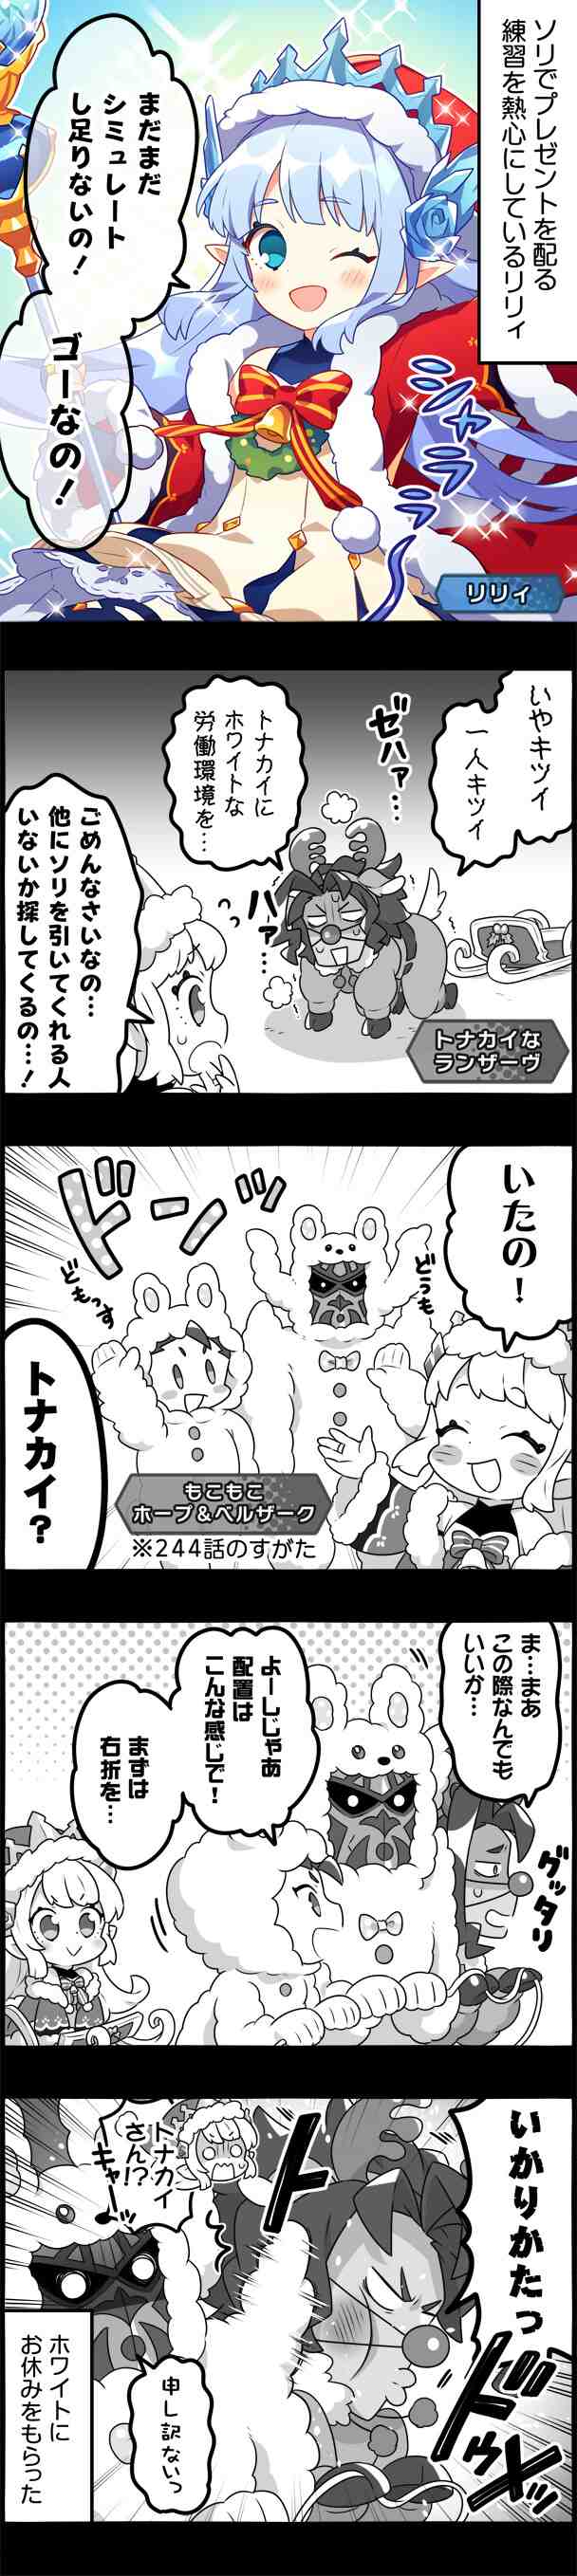 ソリでプレゼントを配る
練習を熱心にしているリリィ
まだまだ
シミュレート
し足りないの！
ゴーなの！
シャララ
リリィ
いやキツイ
一人キツイ
ゼハァ…
トナカイに
ホワイトな
労働環境を…
ハァ…
トナカイな
ランザーヴ
ごめんなさいなの…
他にソリを引いてくれる人
いないか探してくるの…！
いたの！
どうも
ドーン
どもっす
もこもこ
ホープ&ベルザーク
※244話のすがた
トナカイ？
ま…まあ
この際なんでも
いいか…
グッタリ
よーしじゃあ
配置は
こんな感じで！
まずは
右折を…
いかりかたっ
ドゥメッ
ト
トナカイ
さん!?
キャーッ
申し訳ないっ
ホワイトに
お休みをもらった